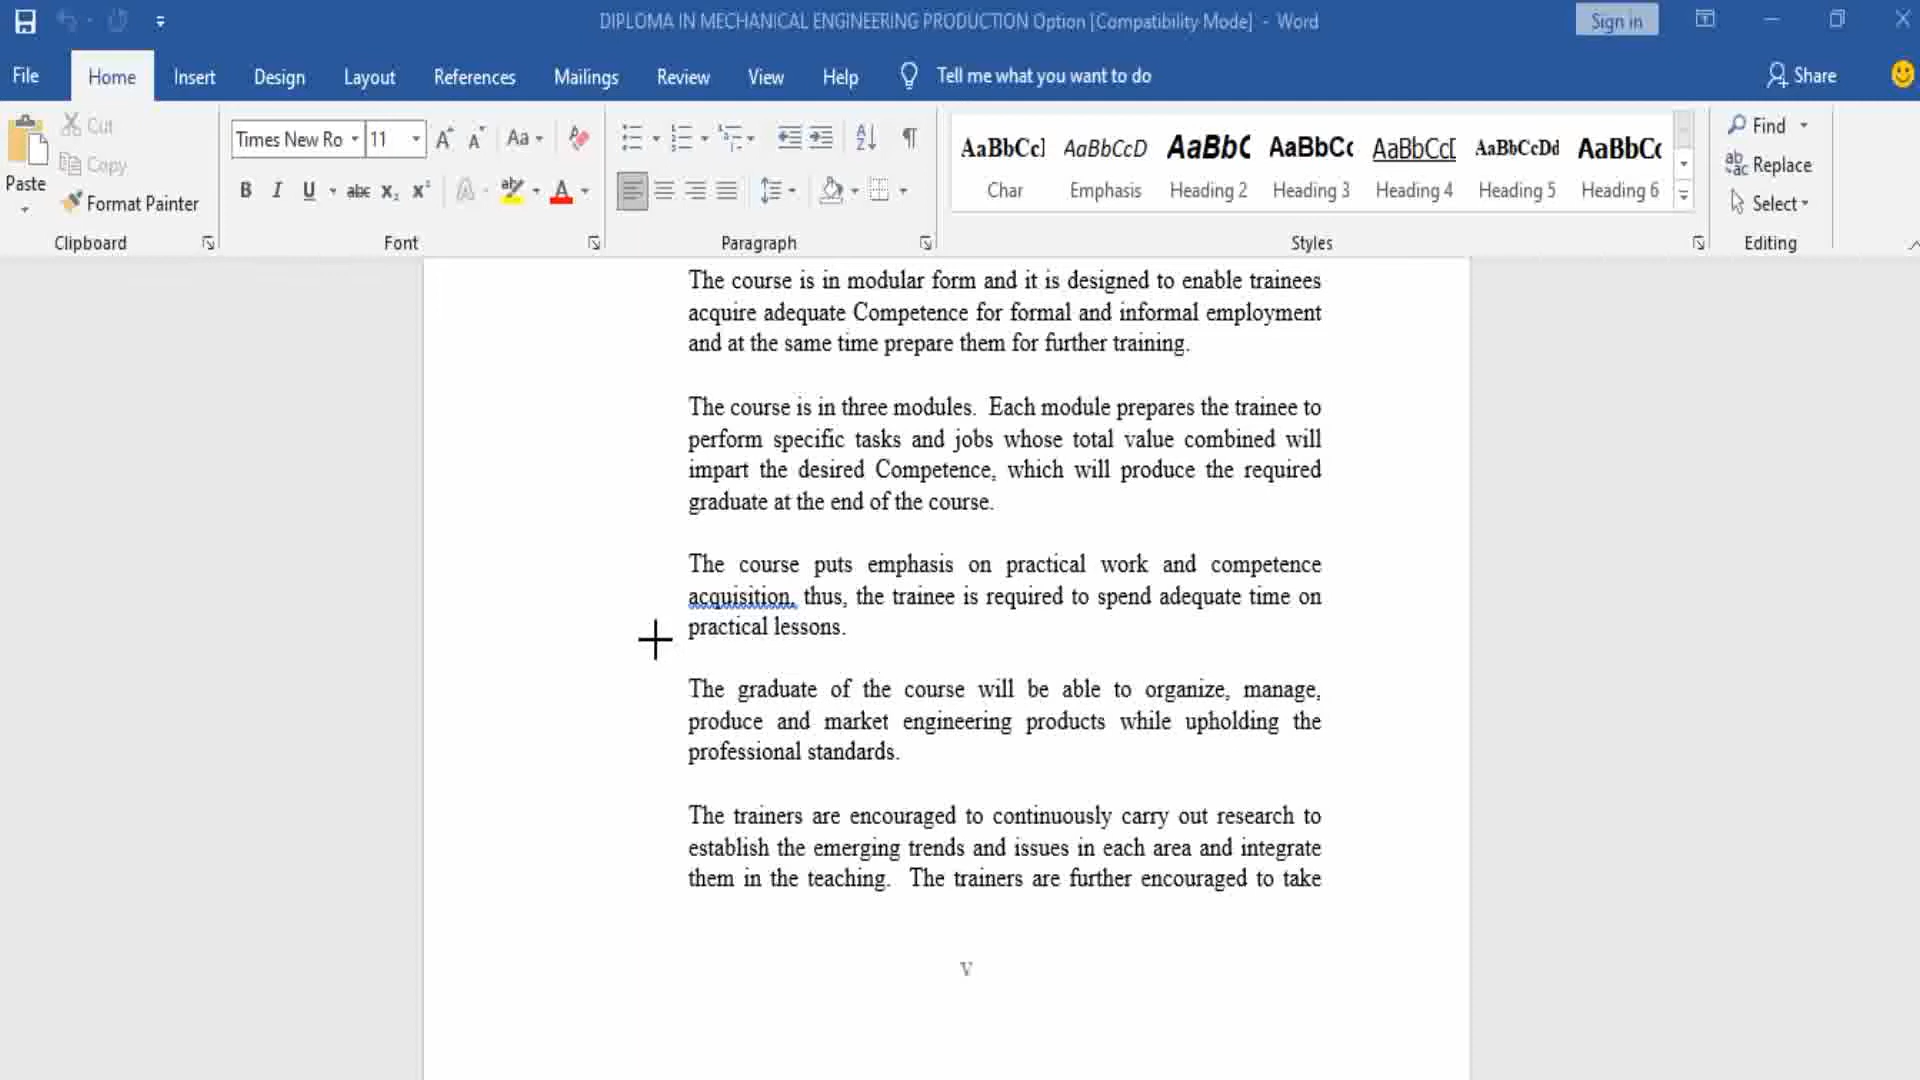 DIPLOMA IN MECHANICAL ENGINEERING PRODUCTION Option [Compatibility Mode] - Word
Sign in
File Home Insert Design Layout References Mailings Review View Help Tell me what you want to do Share
Cut
Copy
Paste
Format Painter
Clipboard
Times New Ro 11
Aa
B I U abc X₂ X² A A
Font
Paragraph
AaBbCcI AaBbCcD AaBbC AaBbCc AaBbCcD AaBbCcDd AaBbCc
Char Emphasis Heading 2 Heading 3 Heading 4 Heading 5 Heading 6
Styles
Find
Replace
Select
Editing
The course is in modular form and it is designed to enable trainees
acquire adequate Competence for formal and informal employment
and at the same time prepare them for further training.
The course is in three modules. Each module prepares the trainee to
perform specific tasks and jobs whose total value combined will
impart the desired Competence, which will produce the required
graduate at the end of the course.
The course puts emphasis on practical work and competence
acquisition, thus, the trainee is required to spend adequate time on
practical lessons.
The graduate of the course will be able to organize, manage,
produce and market engineering products while upholding the
professional standards.
The trainers are encouraged to continuously carry out research to
establish the emerging trends and issues in each area and integrate
them in the teaching. The trainers are further encouraged to take
v